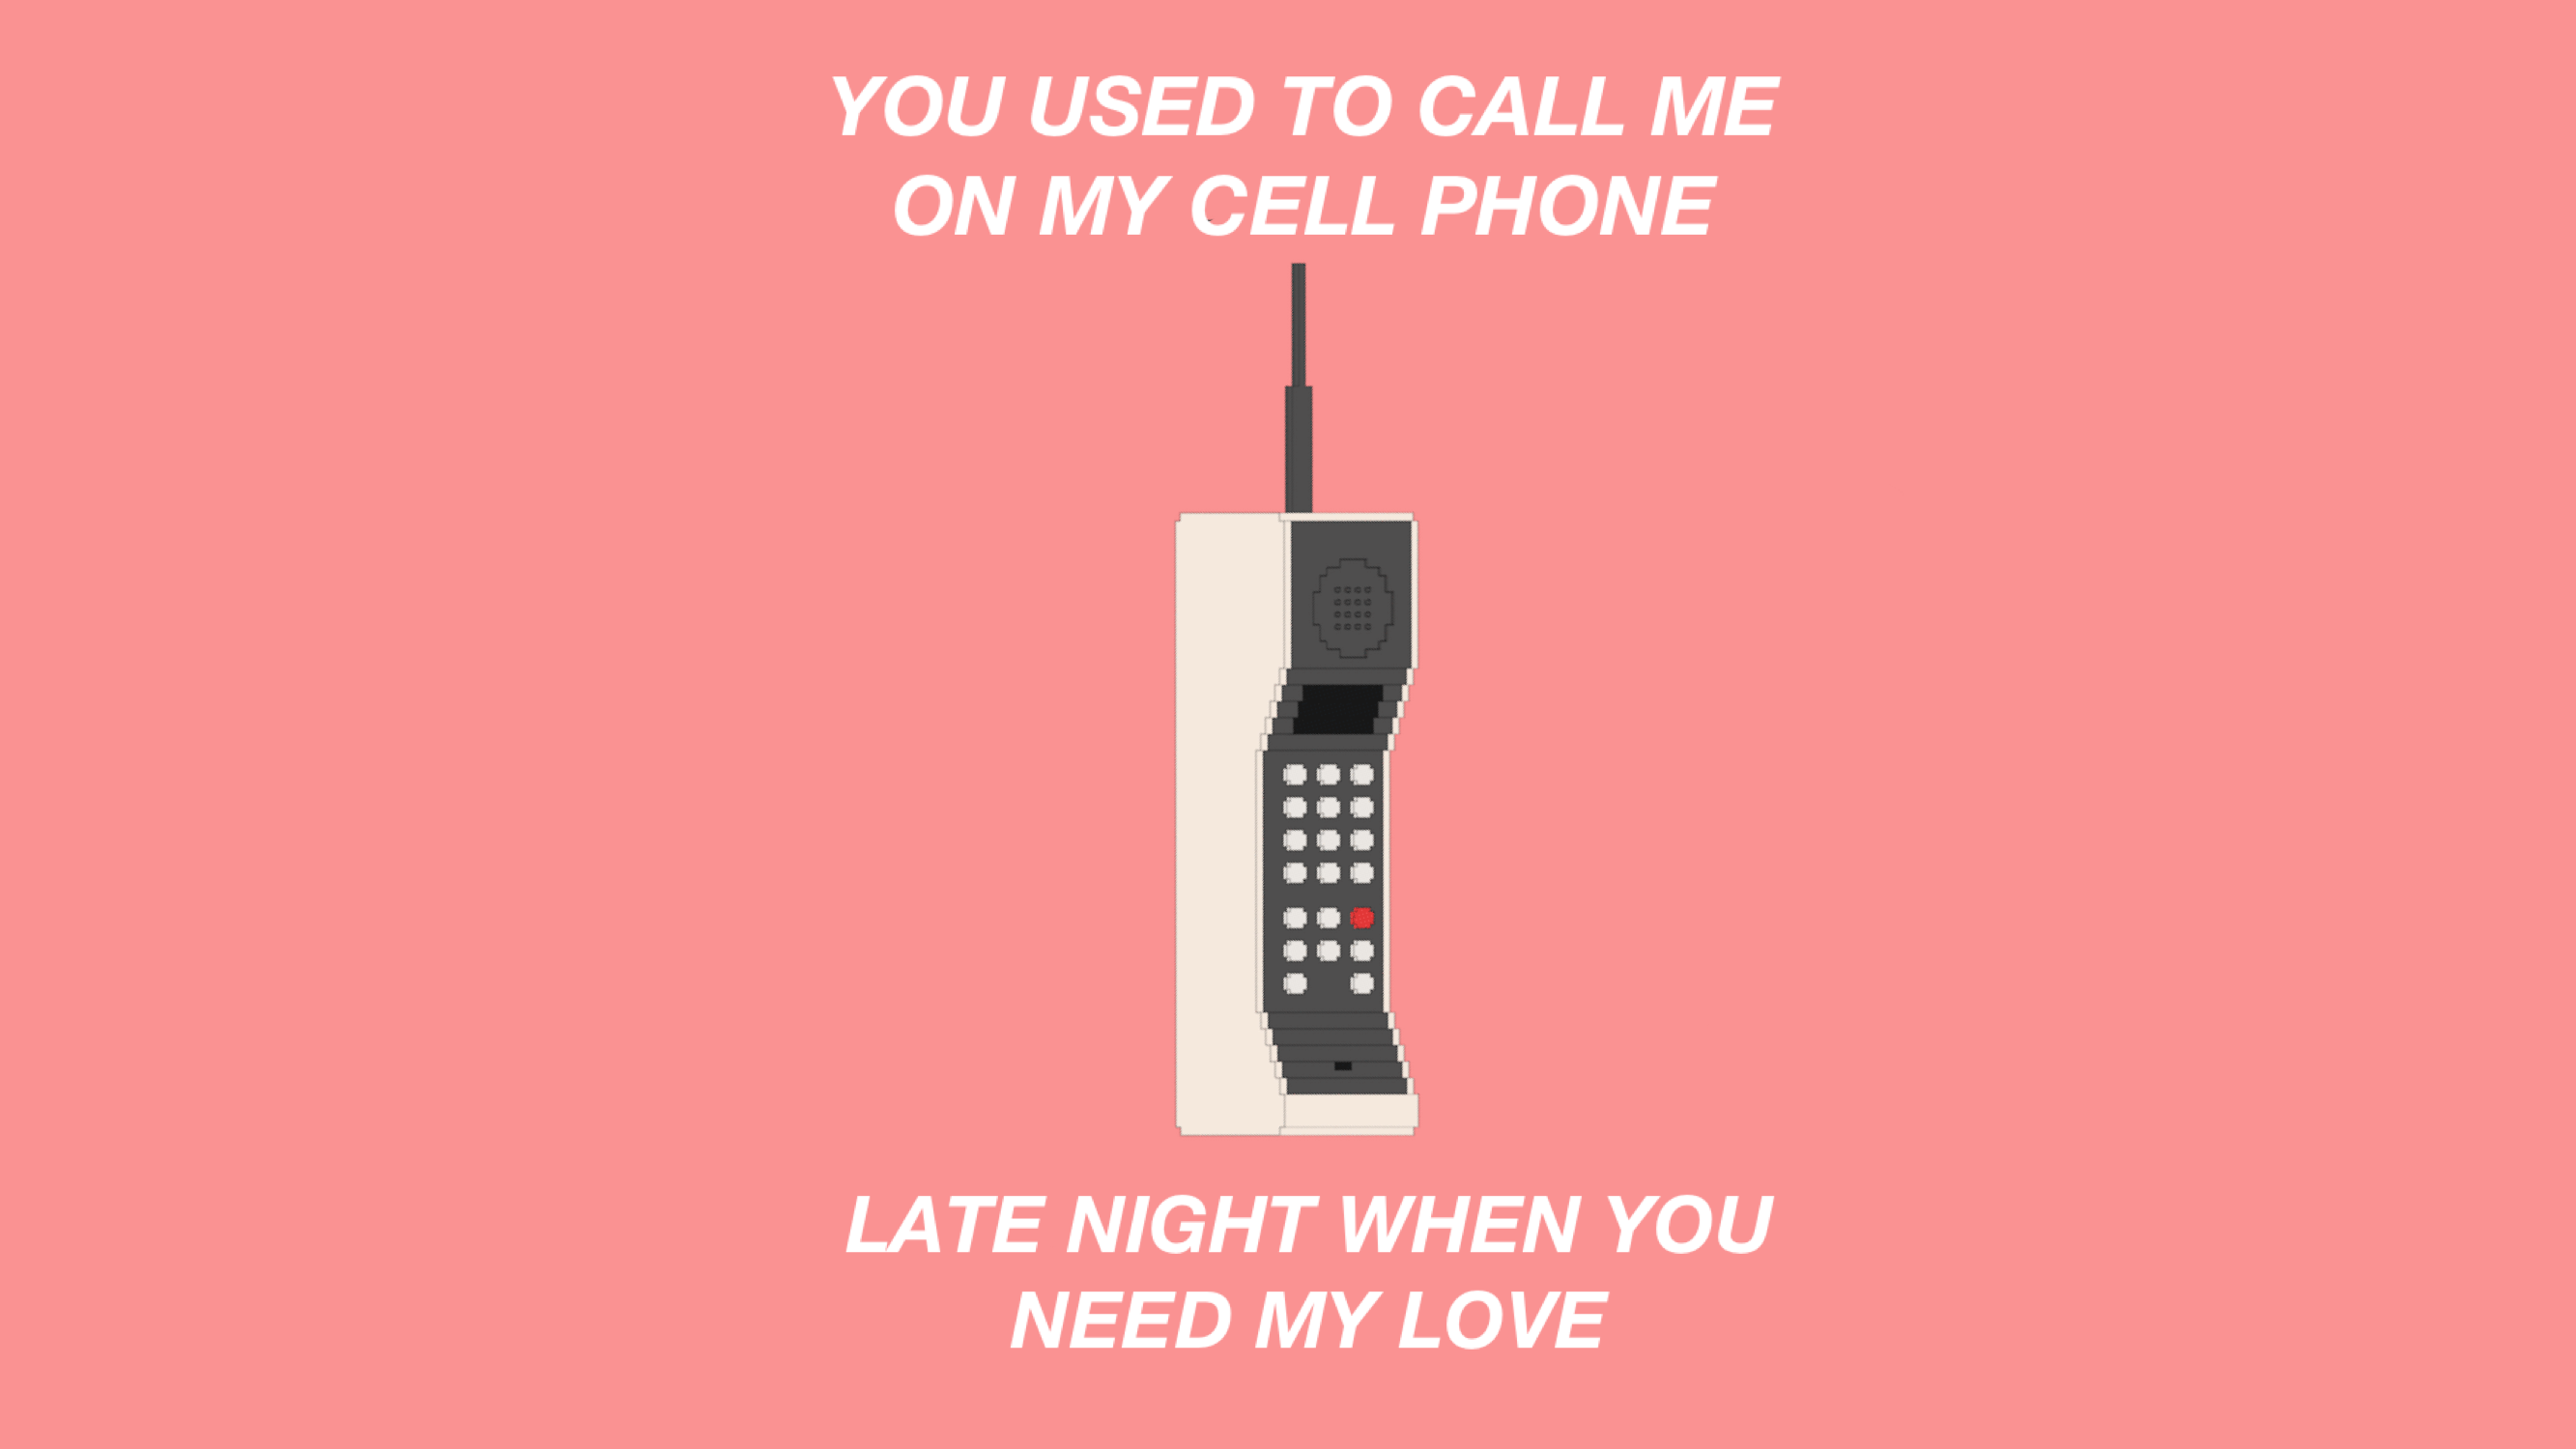 YOU USED TO CALL ME
ON MY CELL PHONE
LATE NIGHT WHEN YOU
NEED MY LOVE